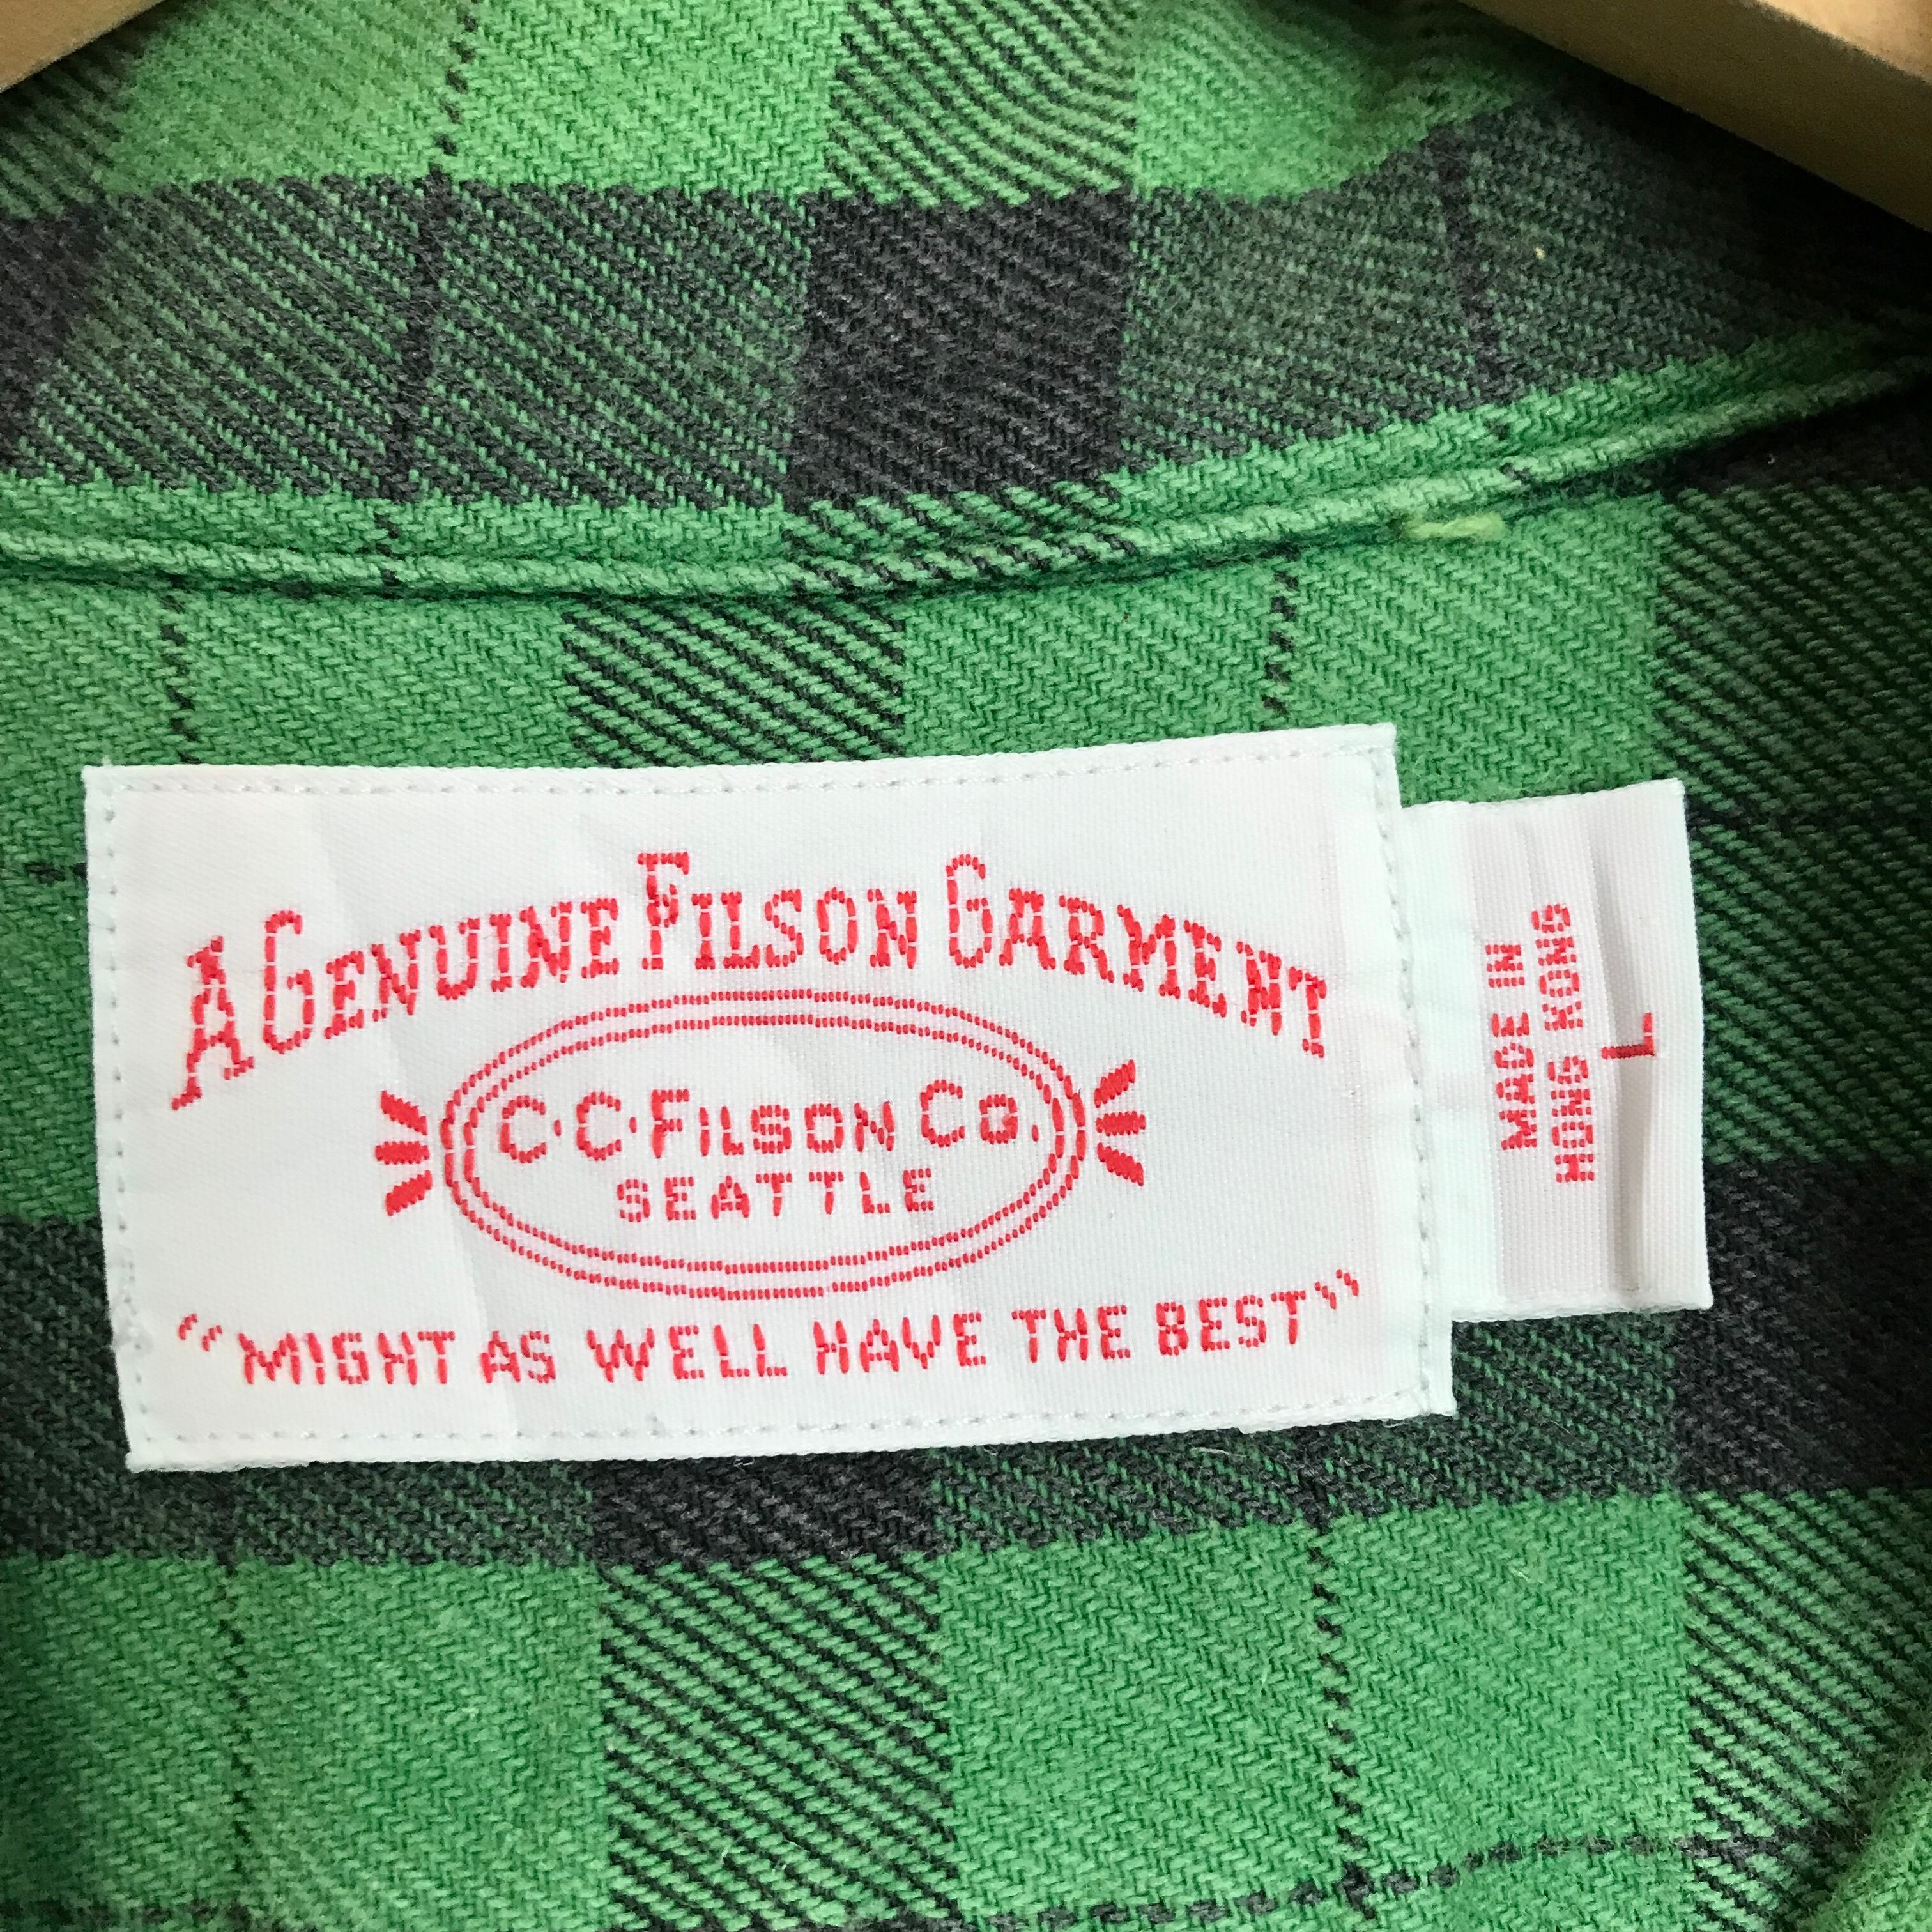 A GENUINE FILSON GARMENT
C·C·FILSON CO.
SEATTLE
"MIGHT AS WELL HAVE THE BEST"
MADE IN
HONG KONG
L